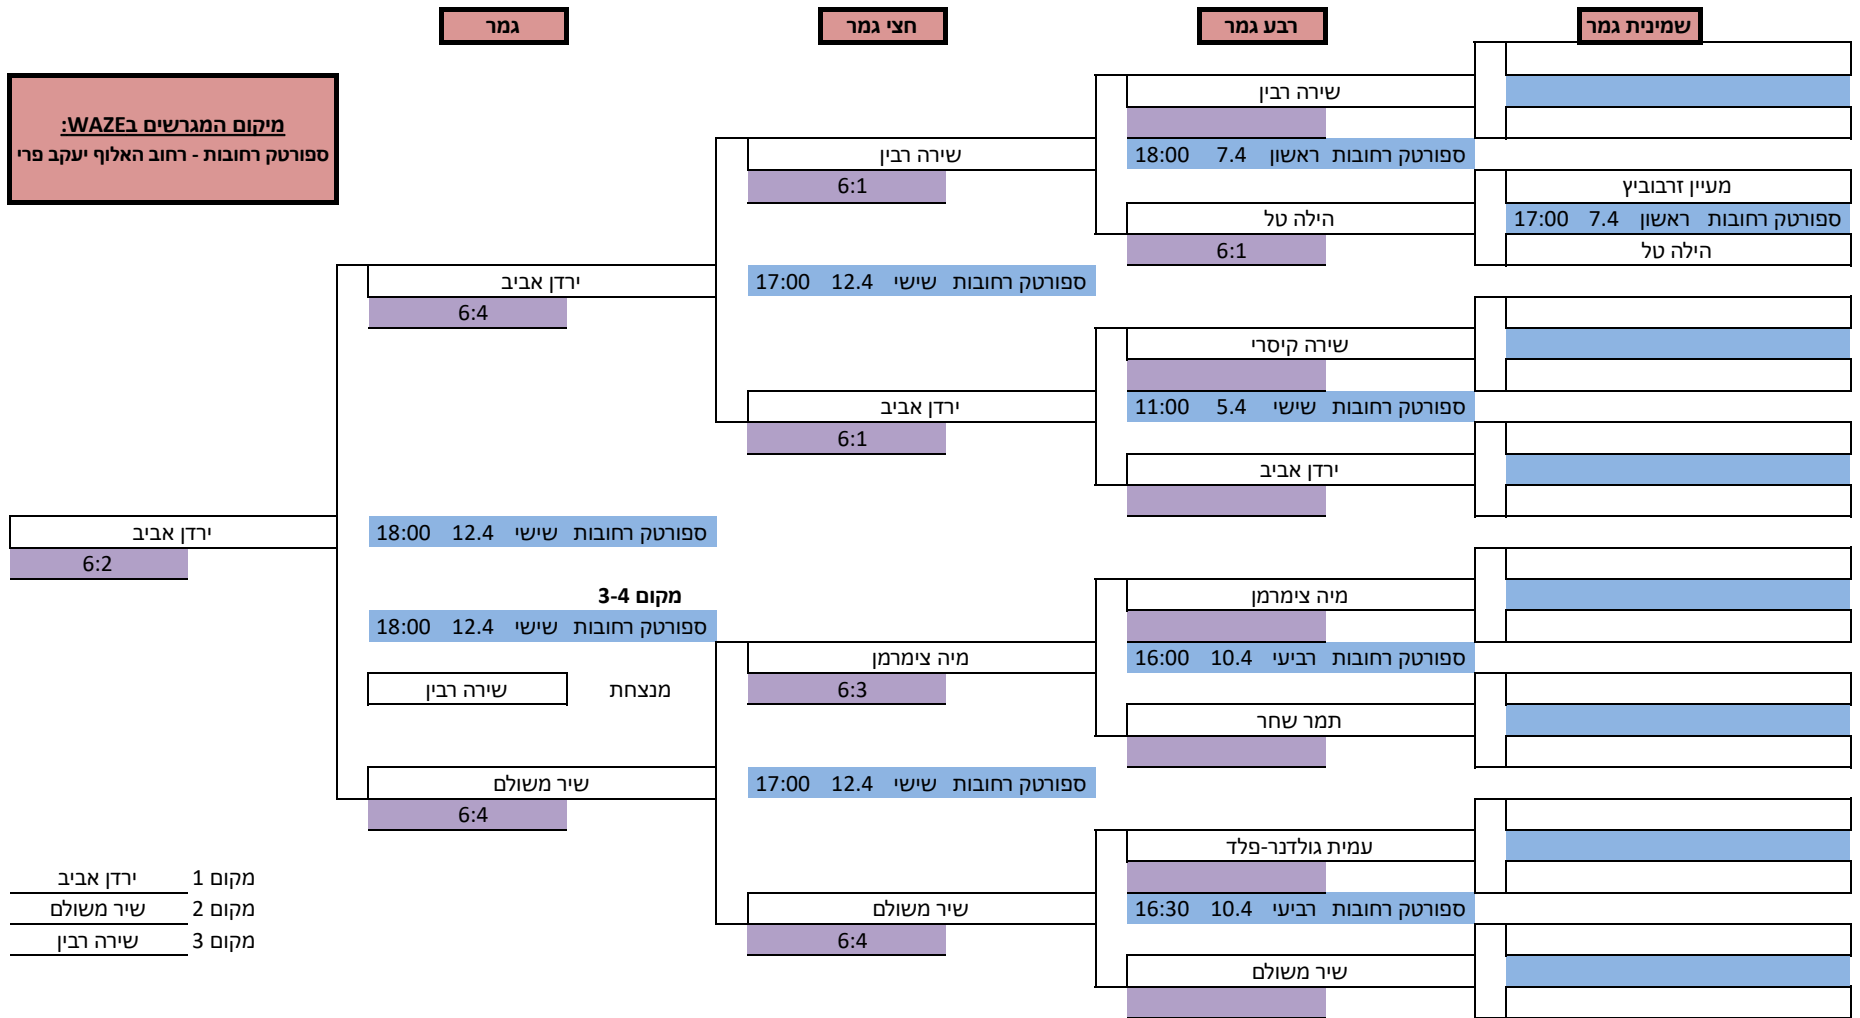 שמינית גמר
רבע גמר
חצי גמר
גמר
מיקום המגרשים בWAZE:
ספורטק רחובות - רחוב האלוף יעקב פרי
מעיין זרבוביץ
ספורטק רחובות ראשון 7.4 17:00
הילה טל
שירה רבין
ספורטק רחובות ראשון 7.4 18:00
הילה טל
6:1
שירה קיסרי
ספורטק רחובות שישי 5.4 11:00
ירדן אביב
מיה צימרמן
ספורטק רחובות רביעי 10.4 16:00
תמר שחר
עמית גולדנר-פלד
ספורטק רחובות רביעי 10.4 16:30
שיר משולם
שירה רבין
6:1
ספורטק רחובות שישי 12.4 17:00
ירדן אביב
6:1
מיה צימרמן
6:3
ספורטק רחובות שישי 12.4 17:00
שיר משולם
6:4
ירדן אביב
6:4
ספורטק רחובות שישי 12.4 18:00
מקום 3-4
ספורטק רחובות שישי 12.4 18:00
מנצחת שירה רבין
שיר משולם
6:4
ירדן אביב
6:2
מקום 1 ירדן אביב
מקום 2 שיר משולם
מקום 3 שירה רבין